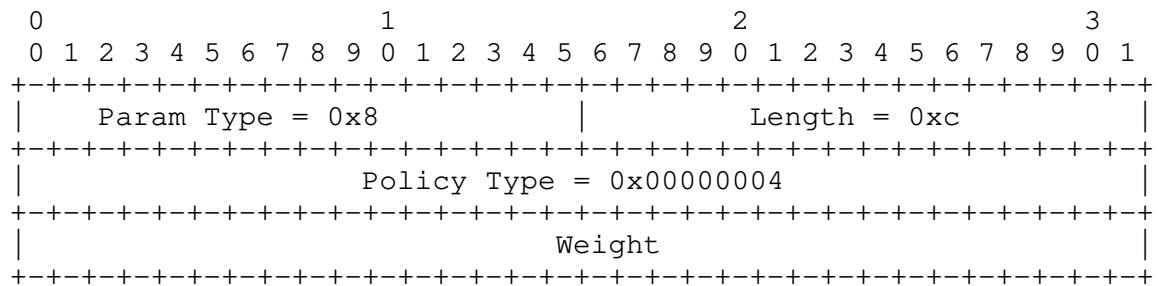 0                   1                   2                   3
 0 1 2 3 4 5 6 7 8 9 0 1 2 3 4 5 6 7 8 9 0 1 2 3 4 5 6 7 8 9 0 1
+-+-+-+-+-+-+-+-+-+-+-+-+-+-+-+-+-+-+-+-+-+-+-+-+-+-+-+-+-+-+-+-+
|    Param Type = 0x8           |         Length = 0xc          |
+-+-+-+-+-+-+-+-+-+-+-+-+-+-+-+-+-+-+-+-+-+-+-+-+-+-+-+-+-+-+-+-+
|                   Policy Type = 0x00000004                    |
+-+-+-+-+-+-+-+-+-+-+-+-+-+-+-+-+-+-+-+-+-+-+-+-+-+-+-+-+-+-+-+-+
|                              Weight                           |
+-+-+-+-+-+-+-+-+-+-+-+-+-+-+-+-+-+-+-+-+-+-+-+-+-+-+-+-+-+-+-+-+